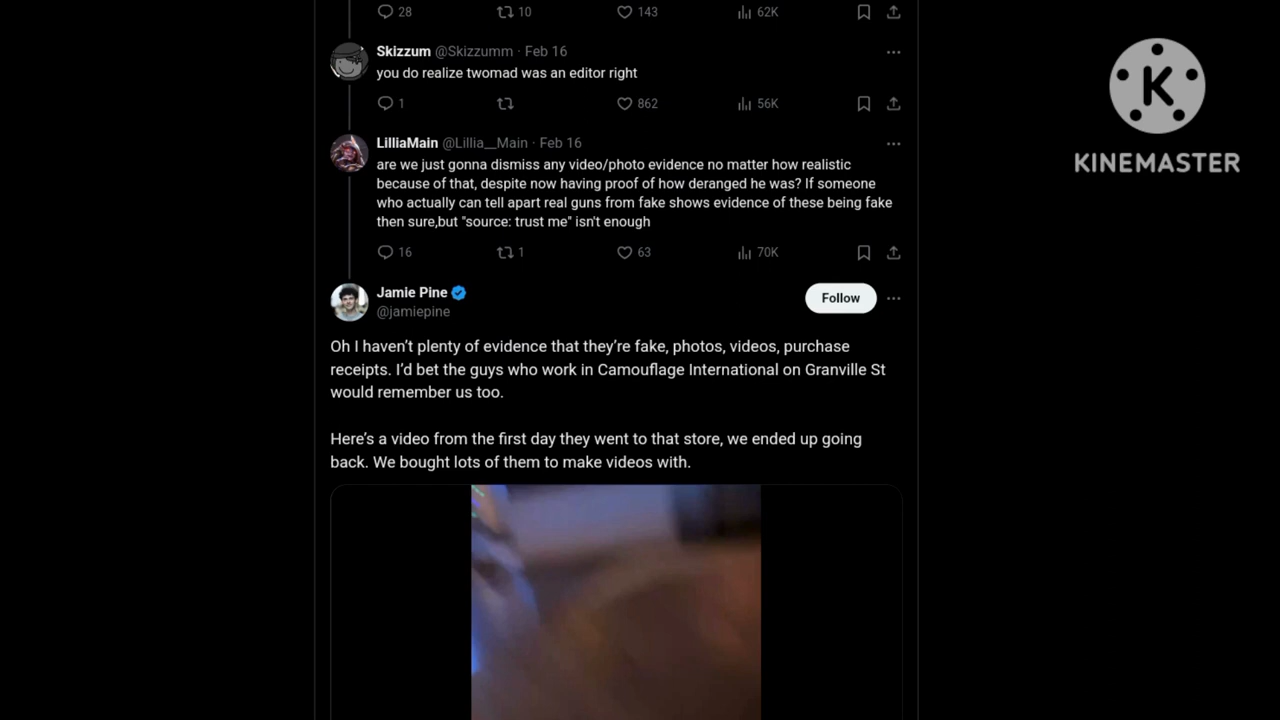 28 10 143 62K
Skizzum @Skizzumm · Feb 16
you do realize twomad was an editor right
1 862 56K
LilliaMain @Lillia__Main · Feb 16
are we just gonna dismiss any video/photo evidence no matter how realistic
because of that, despite now having proof of how deranged he was? If someone
who actually can tell apart real guns from fake shows evidence of these being fake
then sure,but "source: trust me" isn't enough
16 1 63 70K
Jamie Pine
Follow
@jamiepine
Oh I haven’t plenty of evidence that they’re fake, photos, videos, purchase
receipts. I’d bet the guys who work in Camouflage International on Granville St
would remember us too.
Here’s a video from the first day they went to that store, we ended up going
back. We bought lots of them to make videos with.
K
KINEMASTER